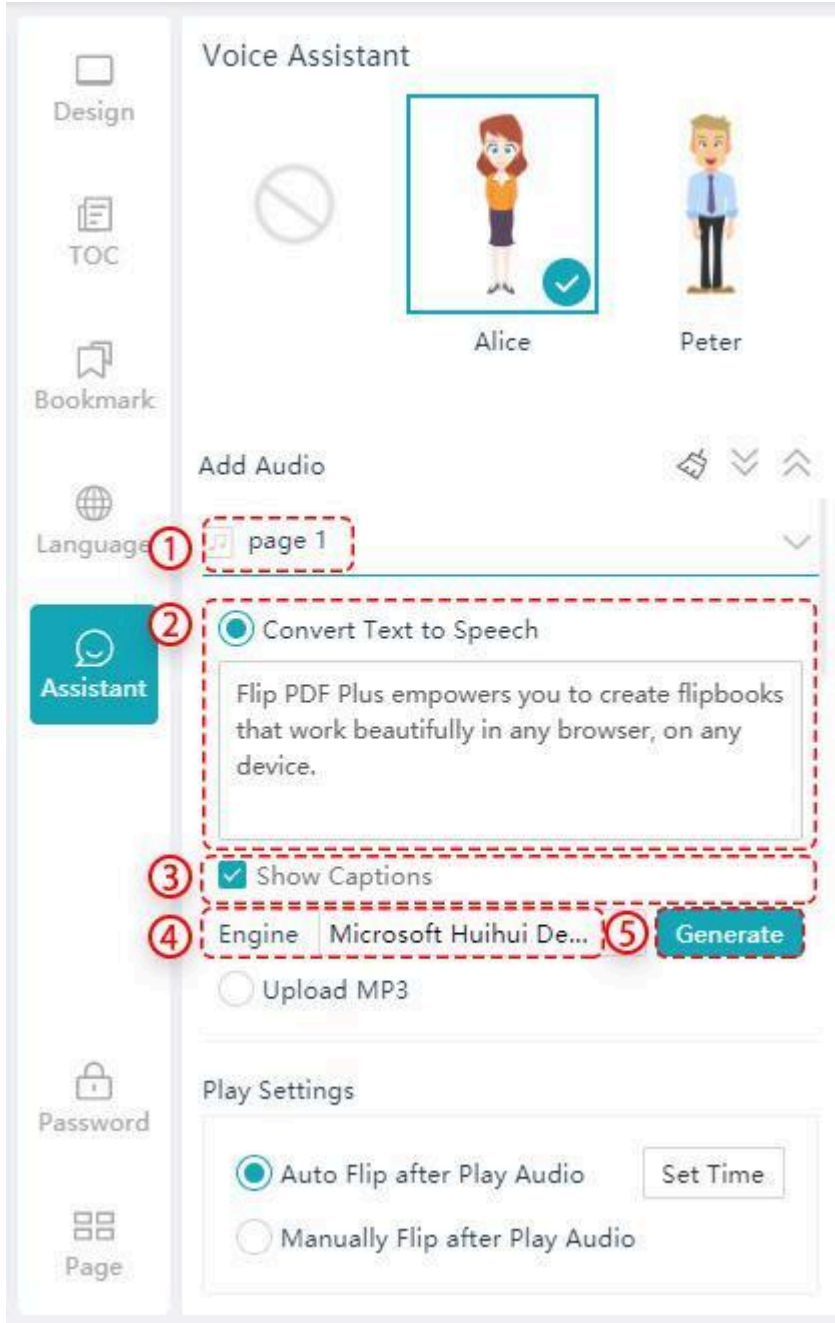 Design
TOC
Bookmark
Language
Assistant
Password
Page
Voice Assistant
Alice
Peter
Add Audio
① page 1
② Convert Text to Speech
Flip PDF Plus empowers you to create flipbooks
that work beautifully in any browser, on any
device.
③ Show Captions
④ Engine Microsoft Huihui De... ⑤ Generate
Upload MP3
Play Settings
Auto Flip after Play Audio Set Time
Manually Flip after Play Audio